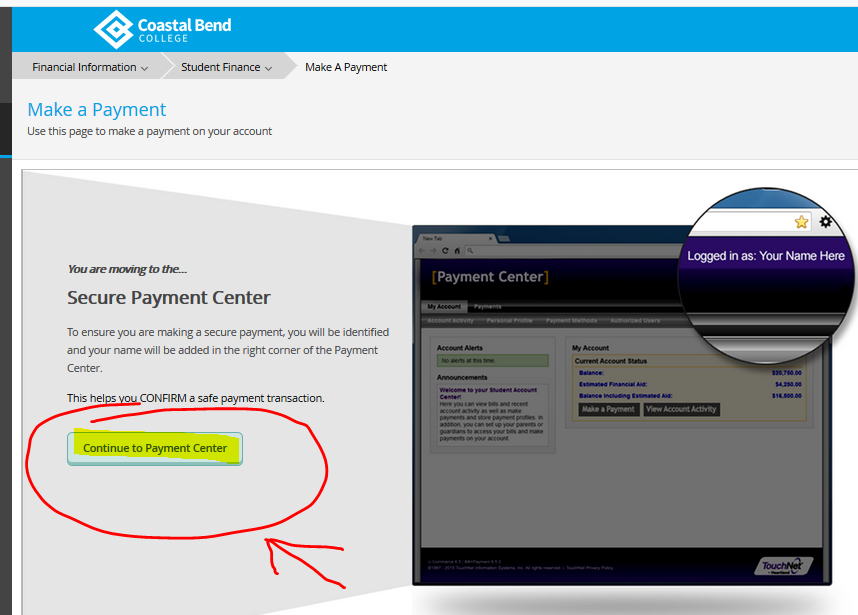 Coastal Bend
COLLEGE
Financial Information
Student Finance
Make A Payment
Make a Payment
Use this page to make a payment on your account
You are moving to the...
Secure Payment Center
To ensure you are making a secure payment, you will be identified
and your name will be added in the right corner of the Payment
Center.
This helps you CONFIRM a safe payment transaction.
Continue to Payment Center
New Tab
Logged in as: Your Name Here
[Payment Center]
My Account Payments
Account Activity Personal Profile Payment Methods Authorized Users
Account Alerts
No alerts at this time.
Announcements
Welcome to your Student Account
Center!
Here you can view bills and recent
account activity as well as make
payments and store payment profiles. In
addition, you can set up your parents or
guardians to access your bills and make
payments on your account.
My Account
Current Account Status
Balance: $20,750.00
Estimated Financial Aid: $4,250.00
Balance Including Estimated Aid: $16,500.00
Make a Payment View Account Activity
TouchNet